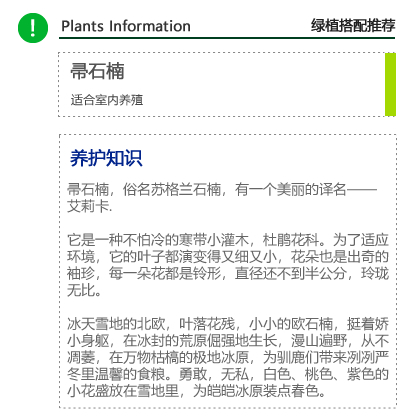 Plants Information 绿植搭配推荐
帚石楠
适合室内养殖
养护知识
帚石楠，俗名苏格兰石楠，有一个美丽的译名——
艾莉卡.
它是一种不怕冷的寒带小灌木，杜鹃花科。为了适应
环境，它的叶子都演变得又细又小，花朵也是出奇的
袖珍，每一朵花都是铃形，直径还不到半公分，玲珑
无比。
冰天雪地的北欧，叶落花残，小小的欧石楠，挺着娇
小身躯，在冰封的荒原倔强地生长，漫山遍野，从不
凋萎，在万物枯槁的极地冰原，为驯鹿们带来冽冽严
冬里温馨的食粮。勇敢，无私，白色、桃色、紫色的
小花盛放在雪地里，为皑皑冰原装点春色。